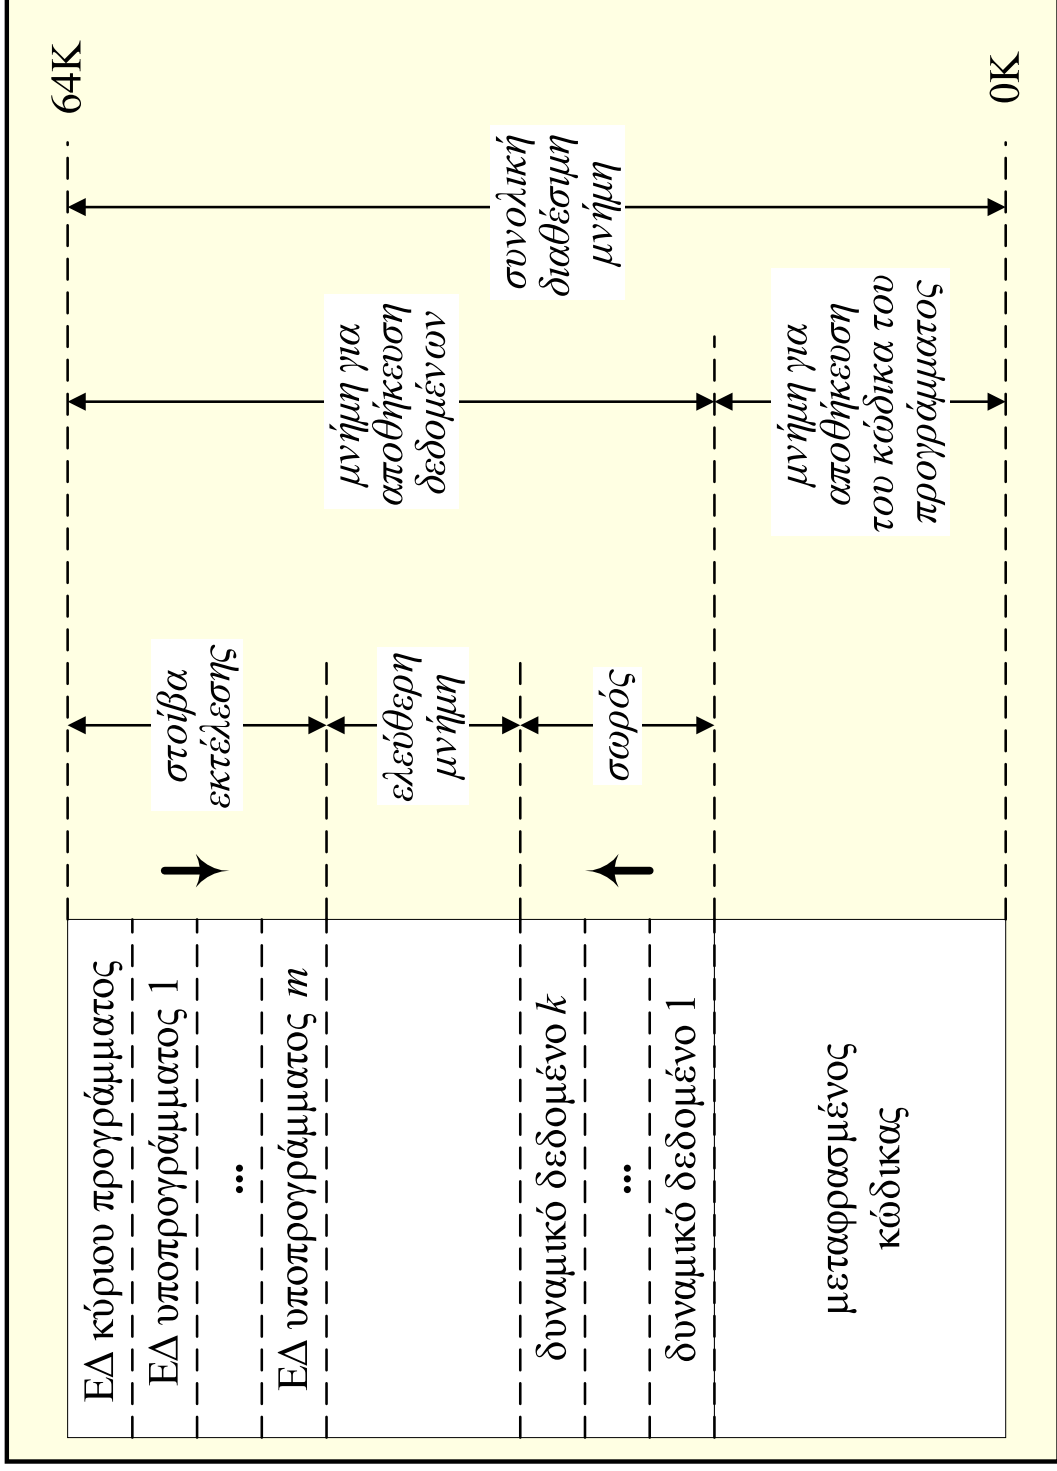 ΕΔ κύριου προγράμματος
ΕΔ υποπρογράμματος 1
...
ΕΔ υποπρογράμματος m
δυναμικό δεδομένο k
...
δυναμικό δεδομένο 1
μεταφρασμένος
κώδικας
στοίβα
εκτέλεσης
ελεύθερη
μνήμη
σωρός
μνήμη για
αποθήκευση
δεδομένων
μνήμη για
αποθήκευση
του κώδικα του
προγράμματος
συνολική
διαθέσιμη
μνήμη
64K
0K